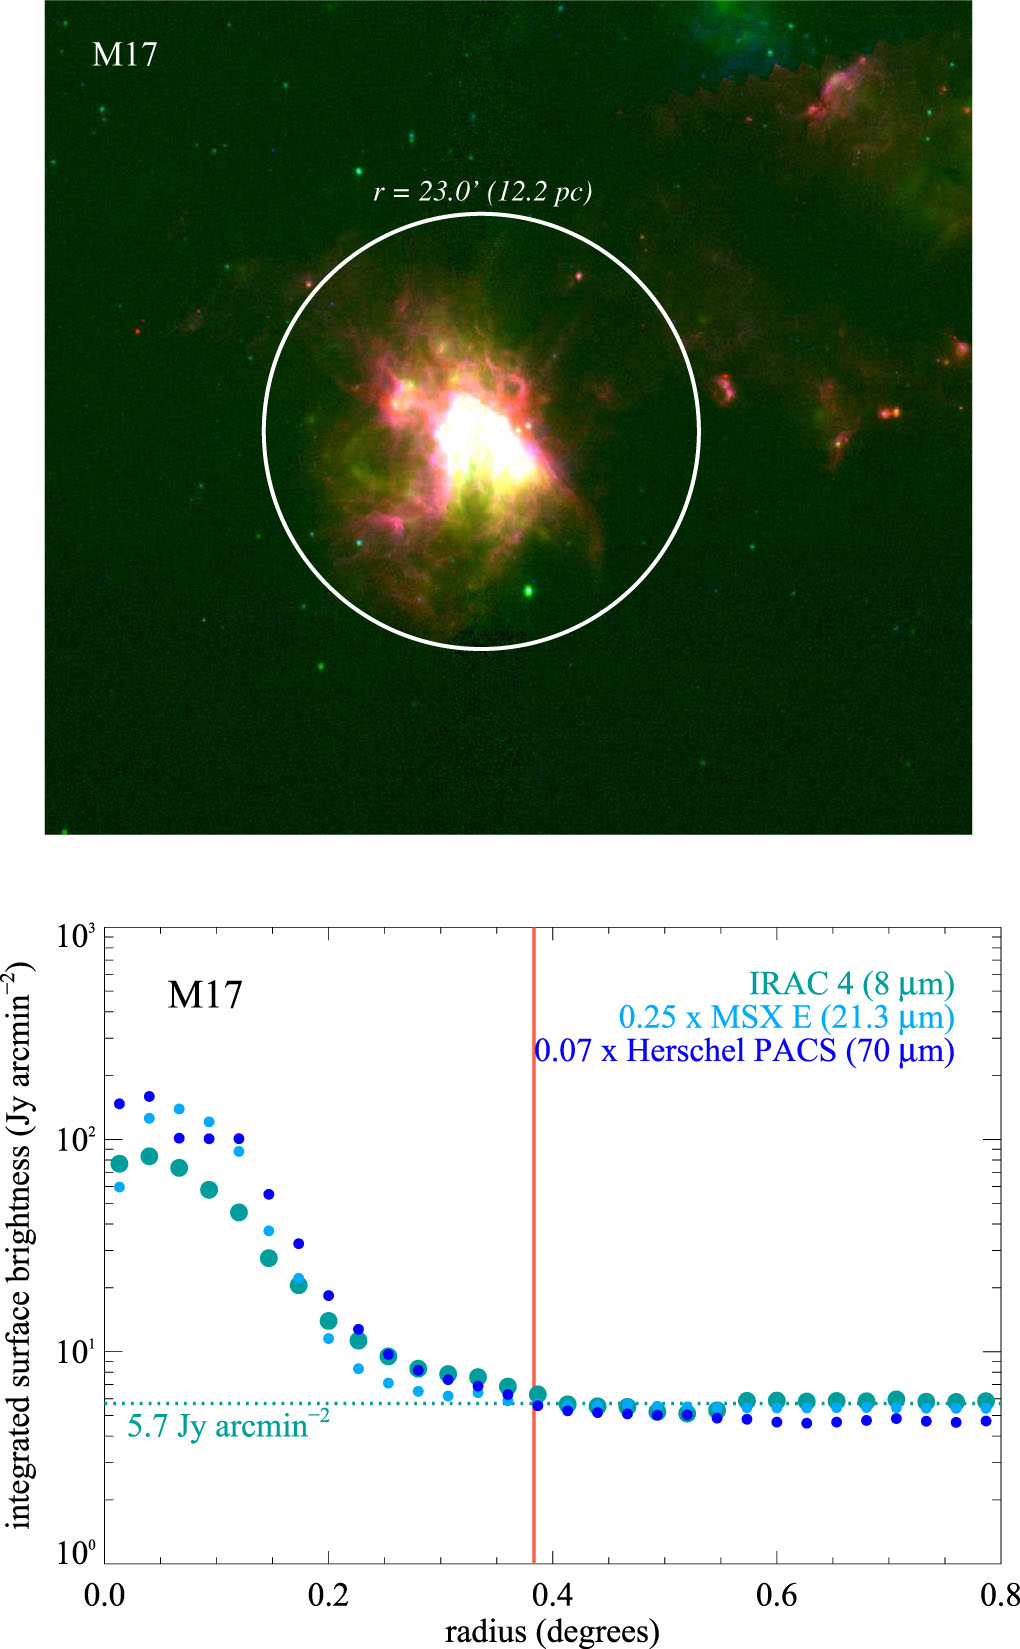 M17
r = 23.0' (12.2 pc)
10³
M17
IRAC 4 (8 μm)
0.25 x MSX E (21.3 μm)
0.07 x Herschel PACS (70 μm)
10²
10¹
5.7 Jy arcmin⁻²
10⁰
integrated surface brightness (Jy arcmin⁻²)
0.0 0.2 0.4 0.6 0.8
radius (degrees)